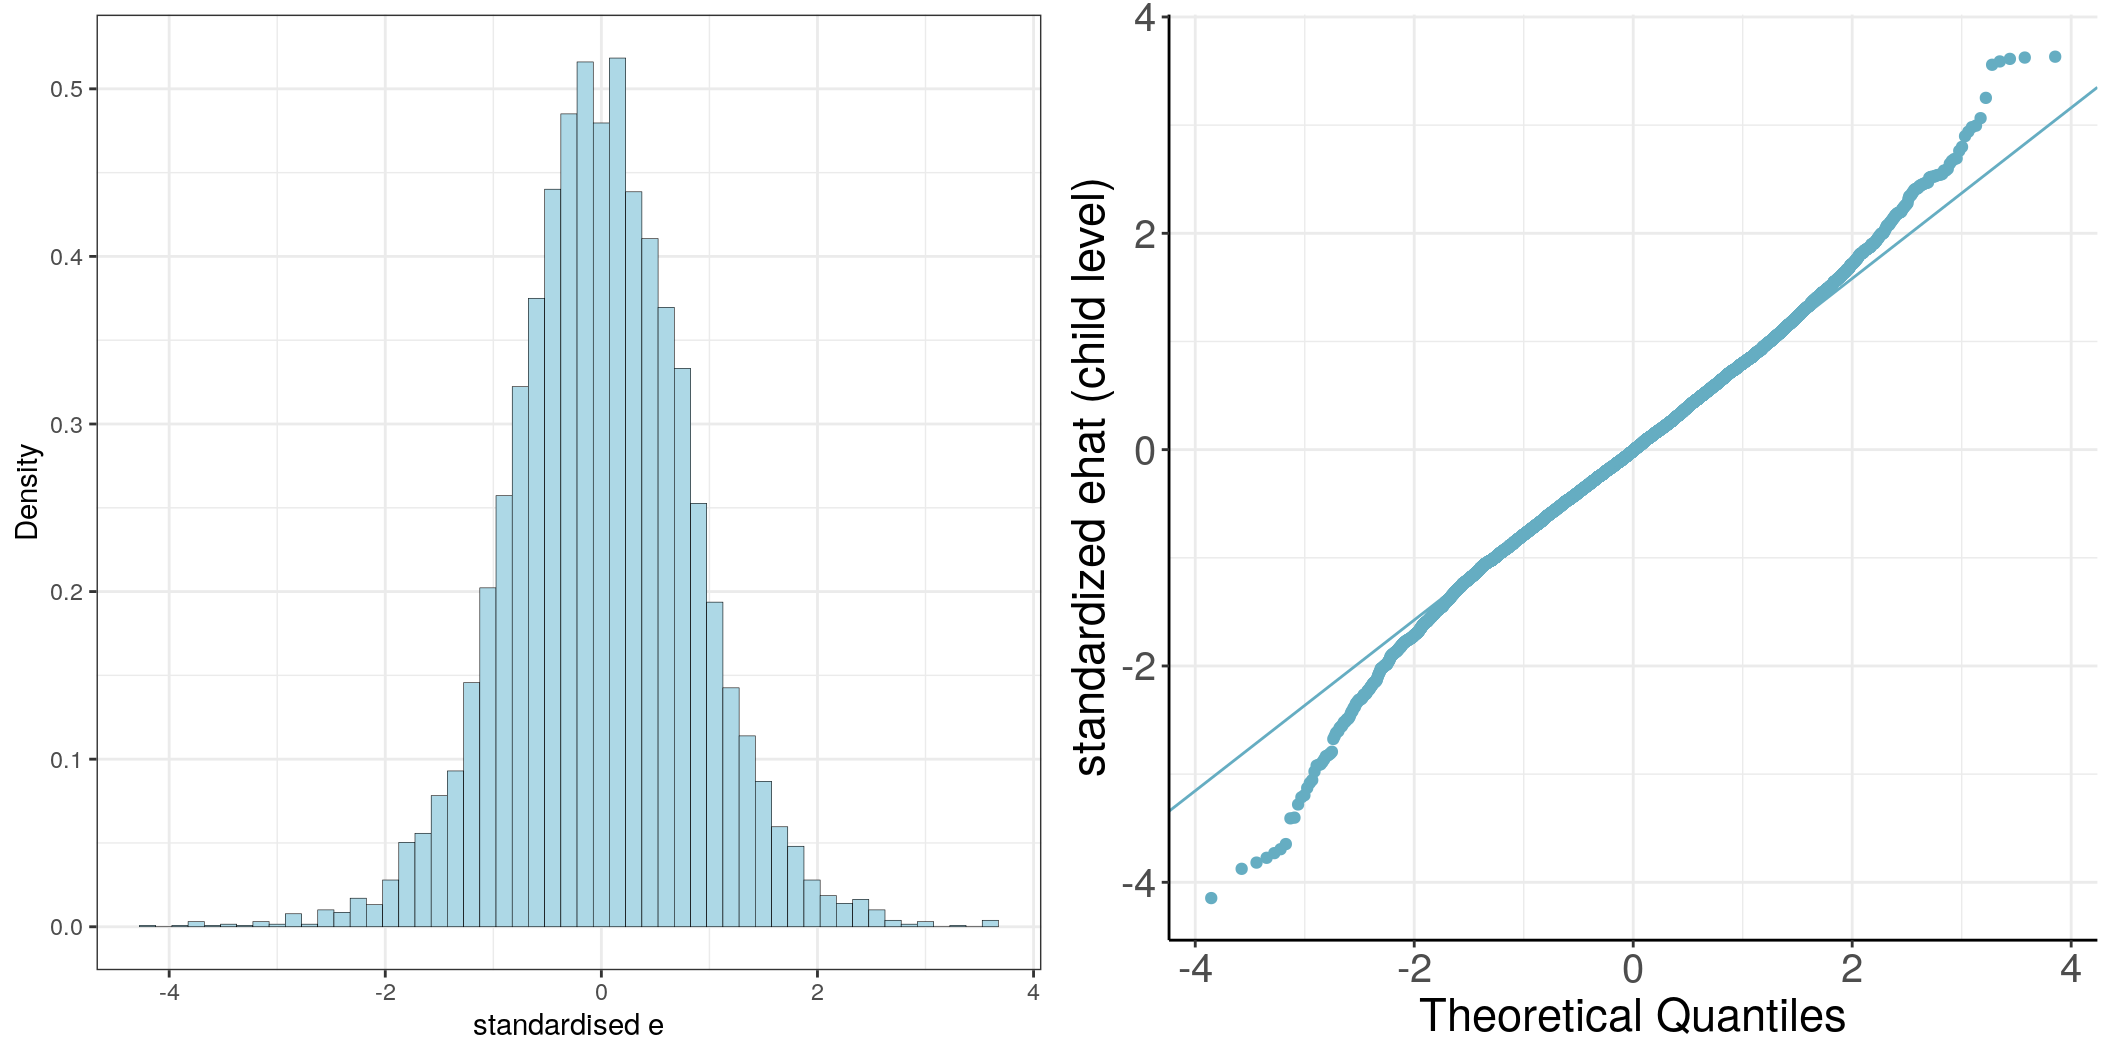 0.5
0.4
0.3
0.2
0.1
0.0
Density
-4 -2 0 2 4
standardised e
4
2
0
-2
-4
standardized ehat (child level)
-4 -2 0 2 4
Theoretical Quantiles